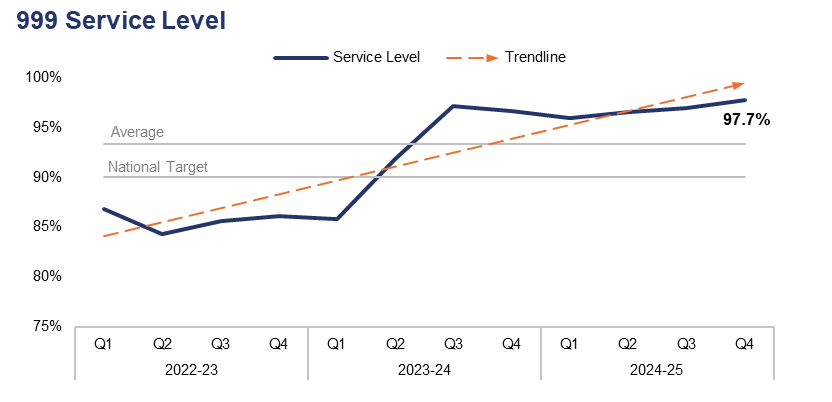 999 Service Level
Service Level Trendline
100%
95%
90%
85%
80%
75%
Average
National Target
97.7%
Q1 Q2 Q3 Q4 Q1 Q2 Q3 Q4 Q1 Q2 Q3 Q4
2022-23 2023-24 2024-25